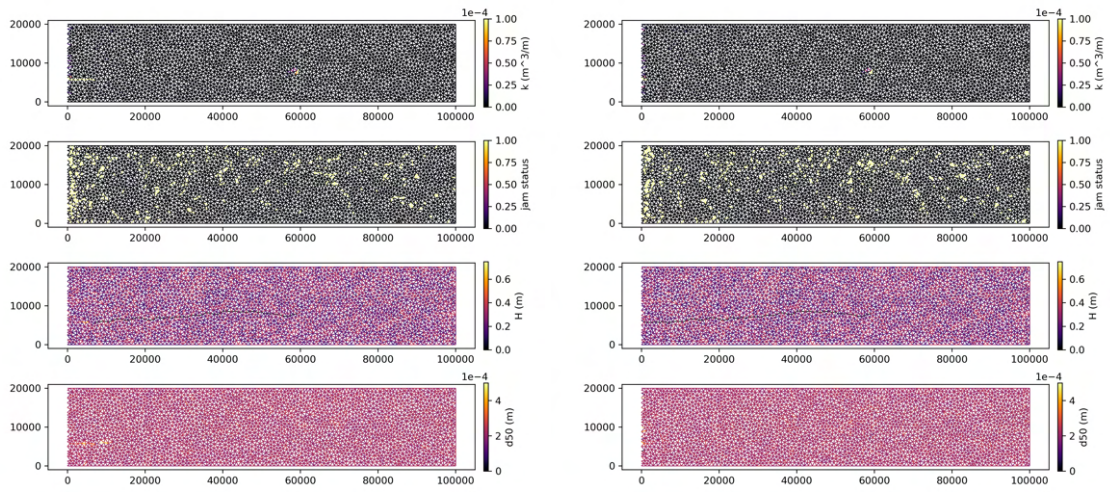 1e-4 1e-4
20000 1.00 20000 1.00
0.75 0.75
10000 0.50 10000 0.50
0.25 0.25
0 0.00 0 0.00
k (m^3/m) k (m^3/m)
0 20000 40000 60000 80000 100000 0 20000 40000 60000 80000 100000
20000 1.00 20000 1.00
0.75 0.75
10000 0.50 10000 0.50
0.25 0.25
0 0.00 0 0.00
jam status jam status
0 20000 40000 60000 80000 100000 0 20000 40000 60000 80000 100000
20000 0.6 20000 0.6
10000 0.4 10000 0.4
0.2 0.2
0 0.0 0 0.0
H (m) H (m)
0 20000 40000 60000 80000 100000 0 20000 40000 60000 80000 100000
1e-4 1e-4
20000 4 20000 4
10000 2 10000 2
0 0 0 0
d50 (m) d50 (m)
0 20000 40000 60000 80000 100000 0 20000 40000 60000 80000 100000